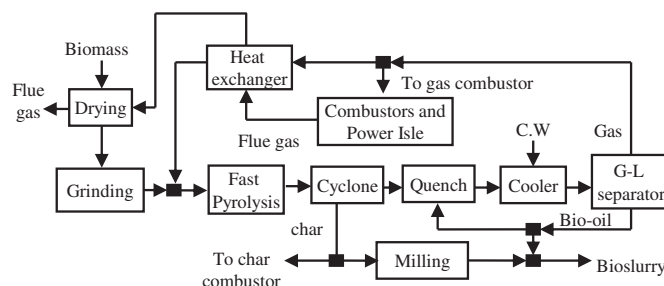 Biomass
Heat
exchanger
To gas combustor
Flue
gas
Drying
Combustors and
Power Isle
Flue gas
C.W
Gas
Grinding
Fast
Pyrolysis
Cyclone
Quench
Cooler
G-L
separator
char
Bio-oil
To char
combustor
Milling
Bioslurry